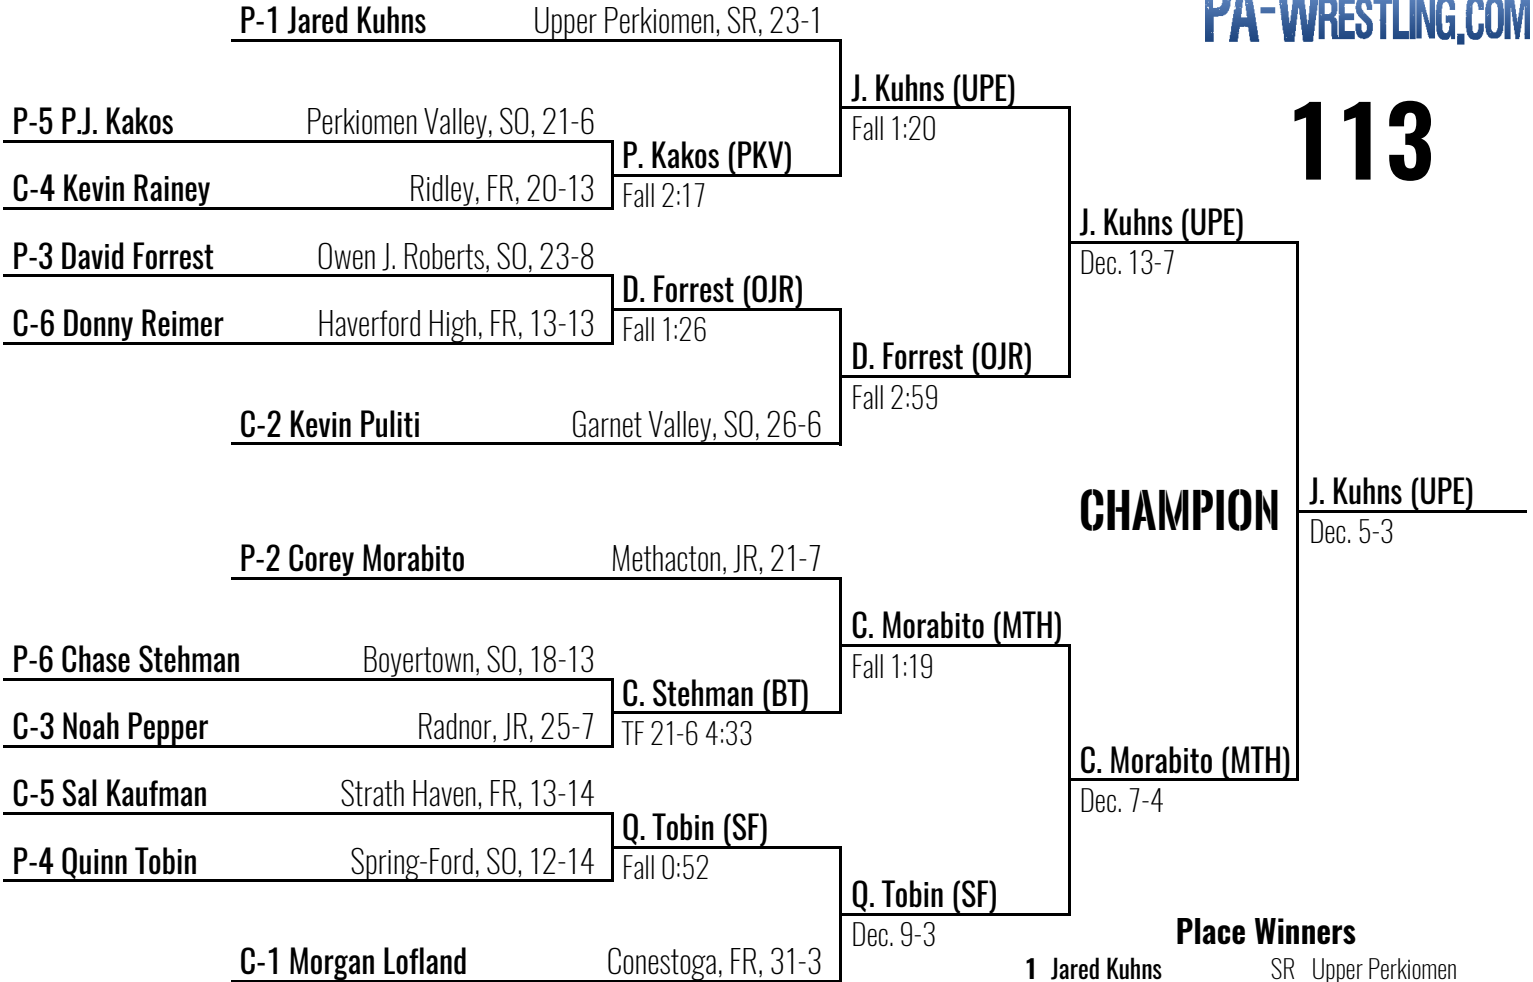 P-1 Jared Kuhns Upper Perkiomen, SR, 23-1
PA-WRESTLING.COM
113
J. Kuhns (UPE)
Fall 1:20
P-5 P.J. Kakos Perkiomen Valley, SO, 21-6
P. Kakos (PKV)
Fall 2:17
C-4 Kevin Rainey Ridley, FR, 20-13
J. Kuhns (UPE)
Dec. 13-7
P-3 David Forrest Owen J. Roberts, SO, 23-8
D. Forrest (OJR)
Fall 1:26
C-6 Donny Reimer Haverford High, FR, 13-13
D. Forrest (OJR)
Fall 2:59
C-2 Kevin Puliti Garnet Valley, SO, 26-6
CHAMPION
J. Kuhns (UPE)
Dec. 5-3
P-2 Corey Morabito Methacton, JR, 21-7
C. Morabito (MTH)
Fall 1:19
P-6 Chase Stehman Boyertown, SO, 18-13
C. Stehman (BT)
TF 21-6 4:33
C-3 Noah Pepper Radnor, JR, 25-7
C. Morabito (MTH)
Dec. 7-4
C-5 Sal Kaufman Strath Haven, FR, 13-14
Q. Tobin (SF)
Fall 0:52
P-4 Quinn Tobin Spring-Ford, SO, 12-14
Q. Tobin (SF)
Dec. 9-3
C-1 Morgan Lofland Conestoga, FR, 31-3
Place Winners
1 Jared Kuhns SR Upper Perkiomen